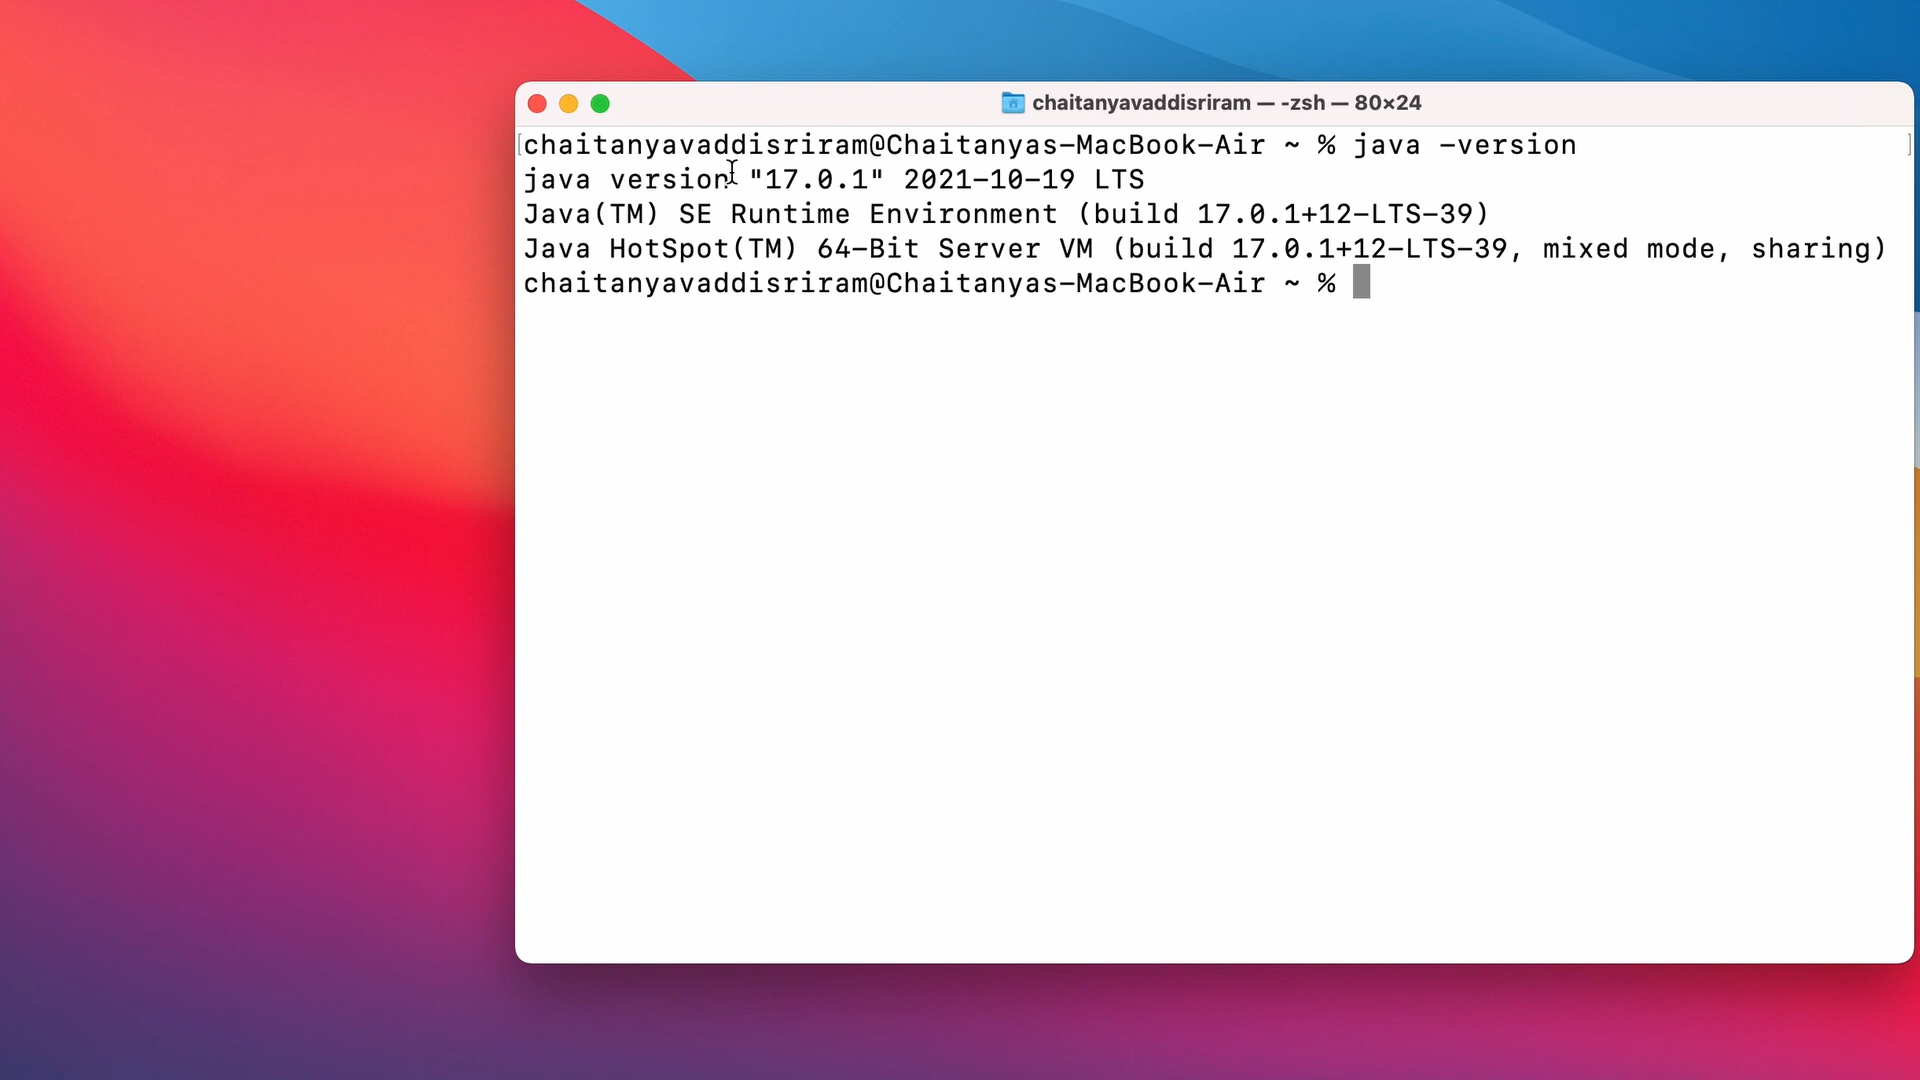 chaitanyavaddisriram — -zsh — 80×24
[chaitanyavaddisriram@Chaitanyas-MacBook-Air ~ % java -version ]
java version "17.0.1" 2021-10-19 LTS
Java(TM) SE Runtime Environment (build 17.0.1+12-LTS-39)
Java HotSpot(TM) 64-Bit Server VM (build 17.0.1+12-LTS-39, mixed mode, sharing)
chaitanyavaddisriram@Chaitanyas-MacBook-Air ~ %